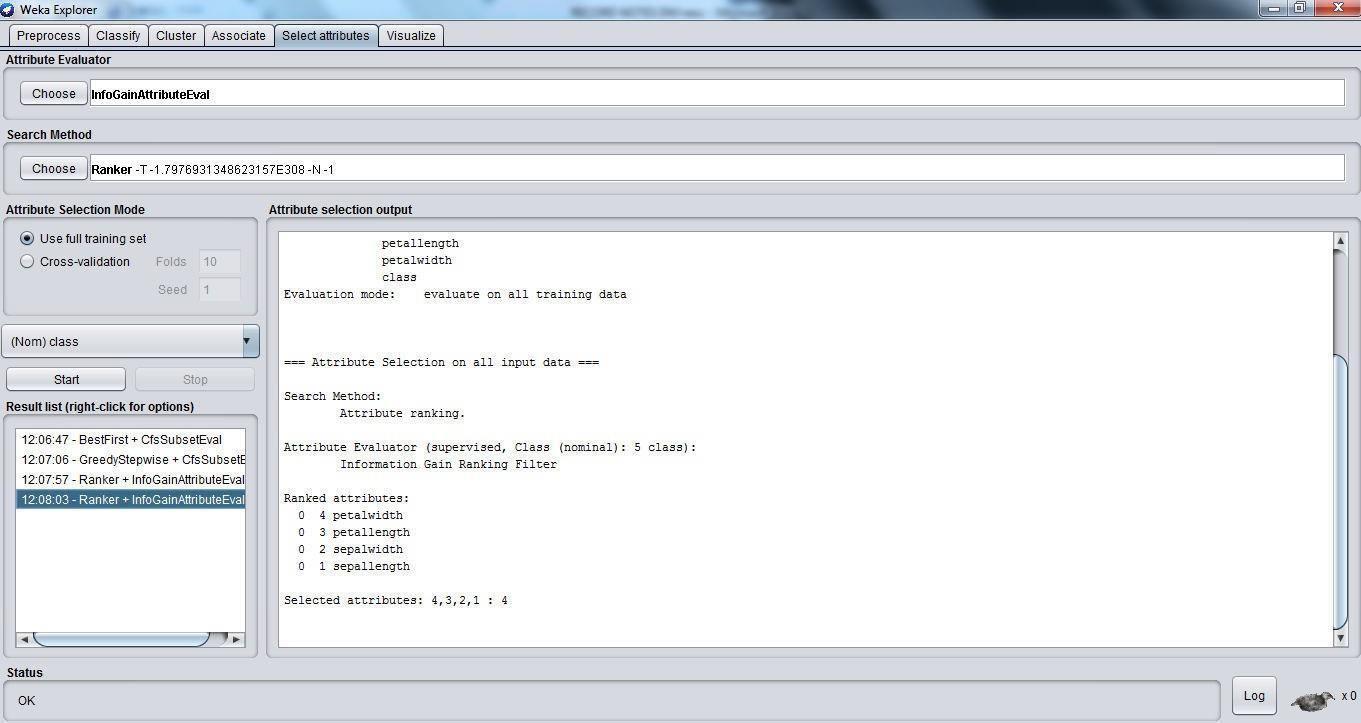 Weka Explorer
Preprocess Classify Cluster Associate Select attributes Visualize
Attribute Evaluator
Choose InfoGainAttributeEval
Search Method
Choose Ranker -T -1.7976931348623157E308 -N -1
Attribute Selection Mode
Use full training set
Cross-validation Folds 10
Seed 1
(Nom) class
Start Stop
Result list (right-click for options)
12:06:47 - BestFirst + CfsSubsetEval
12:07:06 - GreedyStepwise + CfsSubsetE
12:07:57 - Ranker + InfoGainAttributeEval
12:08:03 - Ranker + InfoGainAttributeEval
Attribute selection output
petallength
petalwidth
class
Evaluation mode: evaluate on all training data
=== Attribute Selection on all input data ===
Search Method:
Attribute ranking.
Attribute Evaluator (supervised, Class (nominal): 5 class):
Information Gain Ranking Filter
Ranked attributes:
0 4 petalwidth
0 3 petallength
0 2 sepalwidth
0 1 sepallength
Selected attributes: 4,3,2,1 : 4
Status
OK
Log x 0